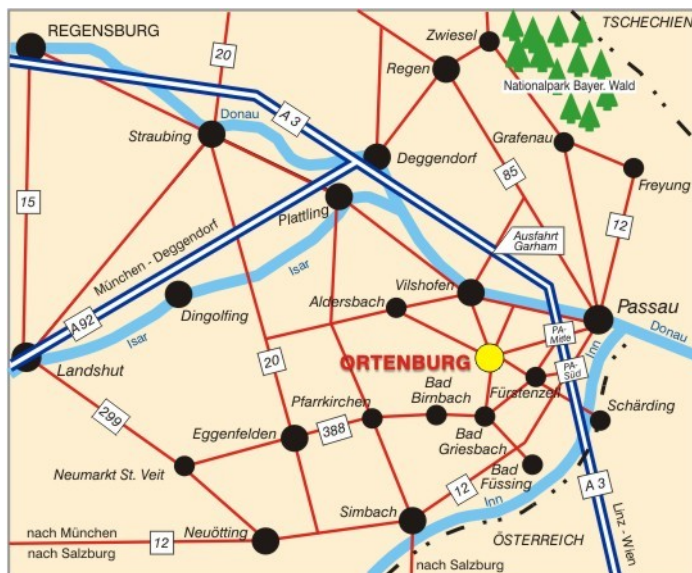 REGENSBURG
TSCHECHIEN
Zwiesel
20
Regen
Nationalpark Bayer. Wald
Donau
A 3
Straubing
Grafenau
Deggendorf
85
Freyung
15
Plattling
12
München - Deggendorf
Ausfahrt
Garham
Isar
Vilshofen
Aldersbach
Dingolfing
Passau
A92
Isar
PA-
Mitte
Donau
Inn
Landshut
20
ORTENBURG
PA-
Süd
Bad
Birnbach
Fürstenzell
Pfarrkirchen
Schärding
299
388
Eggenfelden
Bad
Griesbach
Neumarkt St. Veit
Bad
Füssing
12
A 3
Inn
Simbach
Linz - Wien
nach München
12
Neuötting
nach Salzburg
ÖSTERREICH
nach Salzburg